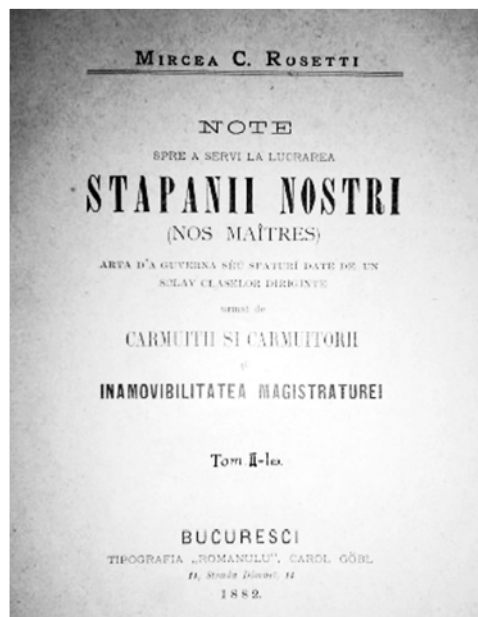 MIRCEA C. ROSETTI
NOTE
SPRE A SERVI LA LUCRAREA
STAPANII NOSTRI
(NOS MAÎTRES)
ARTA D'A GUVERNA SÉU SFATURÍ DATE DE UN
SCLAV CLASELOR DIRIGINTE
urmat de
CARMUITII SI CARMUITORII
și
INAMOVIBILITATEA MAGISTRATUREI
Tom II-lea
BUCURESCI
TIPOGRAFIA „ROMANULU", CAROL GÖBL
14, Strada Dómneĭ, 14
1882.